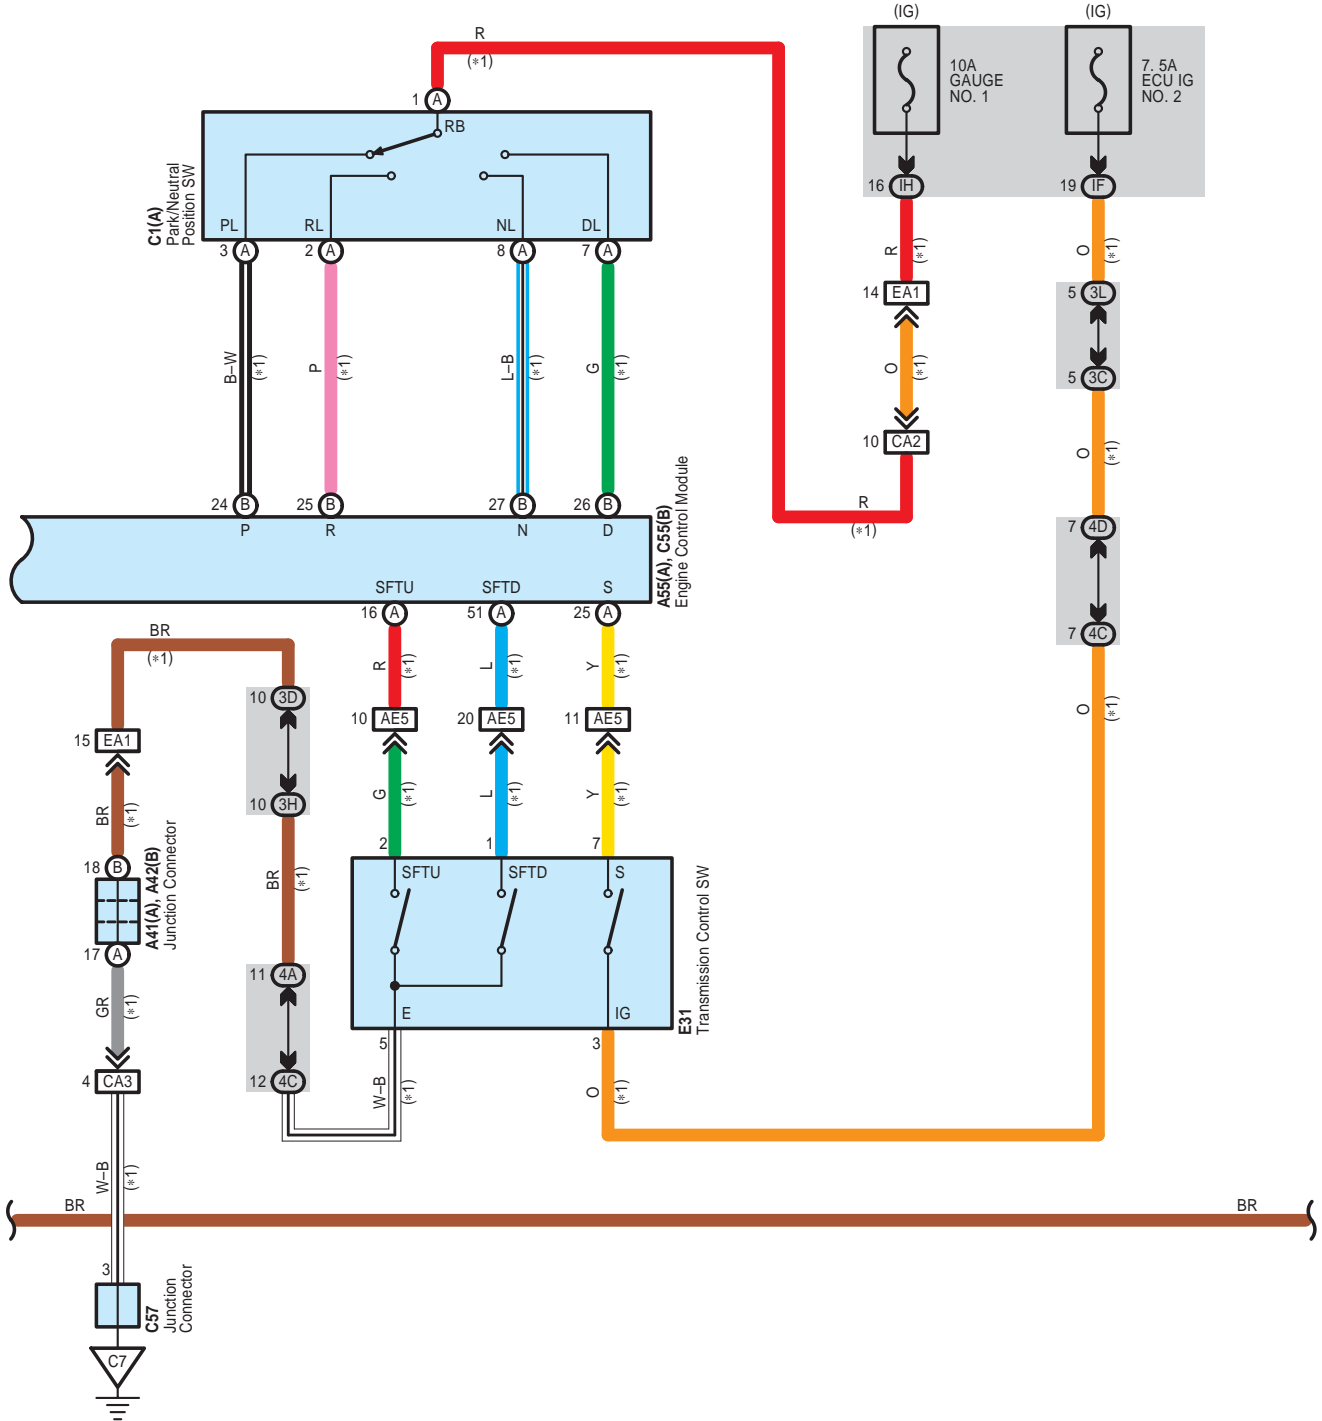 (IG)
(IG)
R
(∗1)
10A
GAUGE
NO. 1
7. 5A
ECU IG
NO. 2
1
A
RB
C1(A)
Park/Neutral
Position SW
PL
RL
NL
DL
3
A
2
A
8
A
7
A
16
IH
19
IF
R
(∗1)
O
(∗1)
14
EA1
5
3L
B–W
(∗1)
P
(∗1)
L–B
(∗1)
G
(∗1)
O
(∗1)
5
3C
10
CA2
O
(∗1)
24
B
25
B
27
B
26
B
R
(∗1)
P
R
N
D
7
4D
A55(A), C55(B)
Engine Control Module
SFTU
SFTD
S
16
A
51
A
25
A
7
4C
BR
(∗1)
R
(∗1)
L
(∗1)
Y
(∗1)
10
3D
O
(∗1)
10
AE5
20
AE5
11
AE5
15
EA1
BR
(∗1)
10
3H
G
(∗1)
L
(∗1)
Y
(∗1)
2
1
7
18
B
A41(A), A42(B)
Junction Connector
BR
(∗1)
SFTU
SFTD
S
17
A
11
4A
GR
(∗1)
E
IG
E31
Transmission Control SW
5
3
4
CA3
12
4C
W–B
(∗1)
O
(∗1)
W–B
(∗1)
BR
BR
3
C57
Junction
Connector
C7